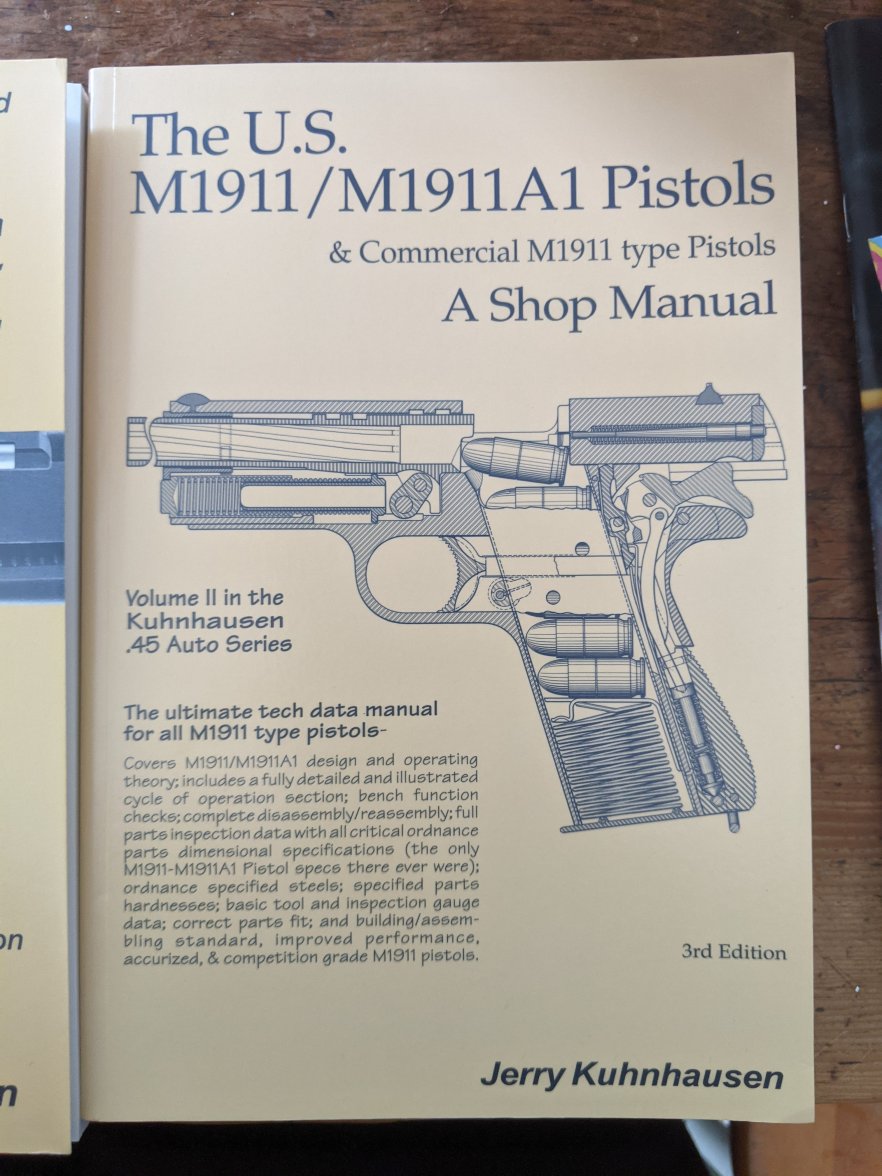 The U.S.
M1911/M1911A1 Pistols
& Commercial M1911 type Pistols
A Shop Manual
Volume II in the
Kuhnhausen
.45 Auto Series
The ultimate tech data manual
for all M1911 type pistols-
Covers M1911/M1911A1 design and operating
theory; includes a fully detailed and illustrated
cycle of operation section; bench function
checks; complete disassembly/reassembly; full
parts inspection data with all critical ordnance
parts dimensional specifications (the only
M1911-M1911A1 Pistol specs there ever were);
ordnance specified steels; specified parts
hardnesses; basic tool and inspection gauge
data; correct parts fit; and building/assem-
bling standard, improved performance,
accurized, & competition grade M1911 pistols.
3rd Edition
Jerry Kuhnhausen